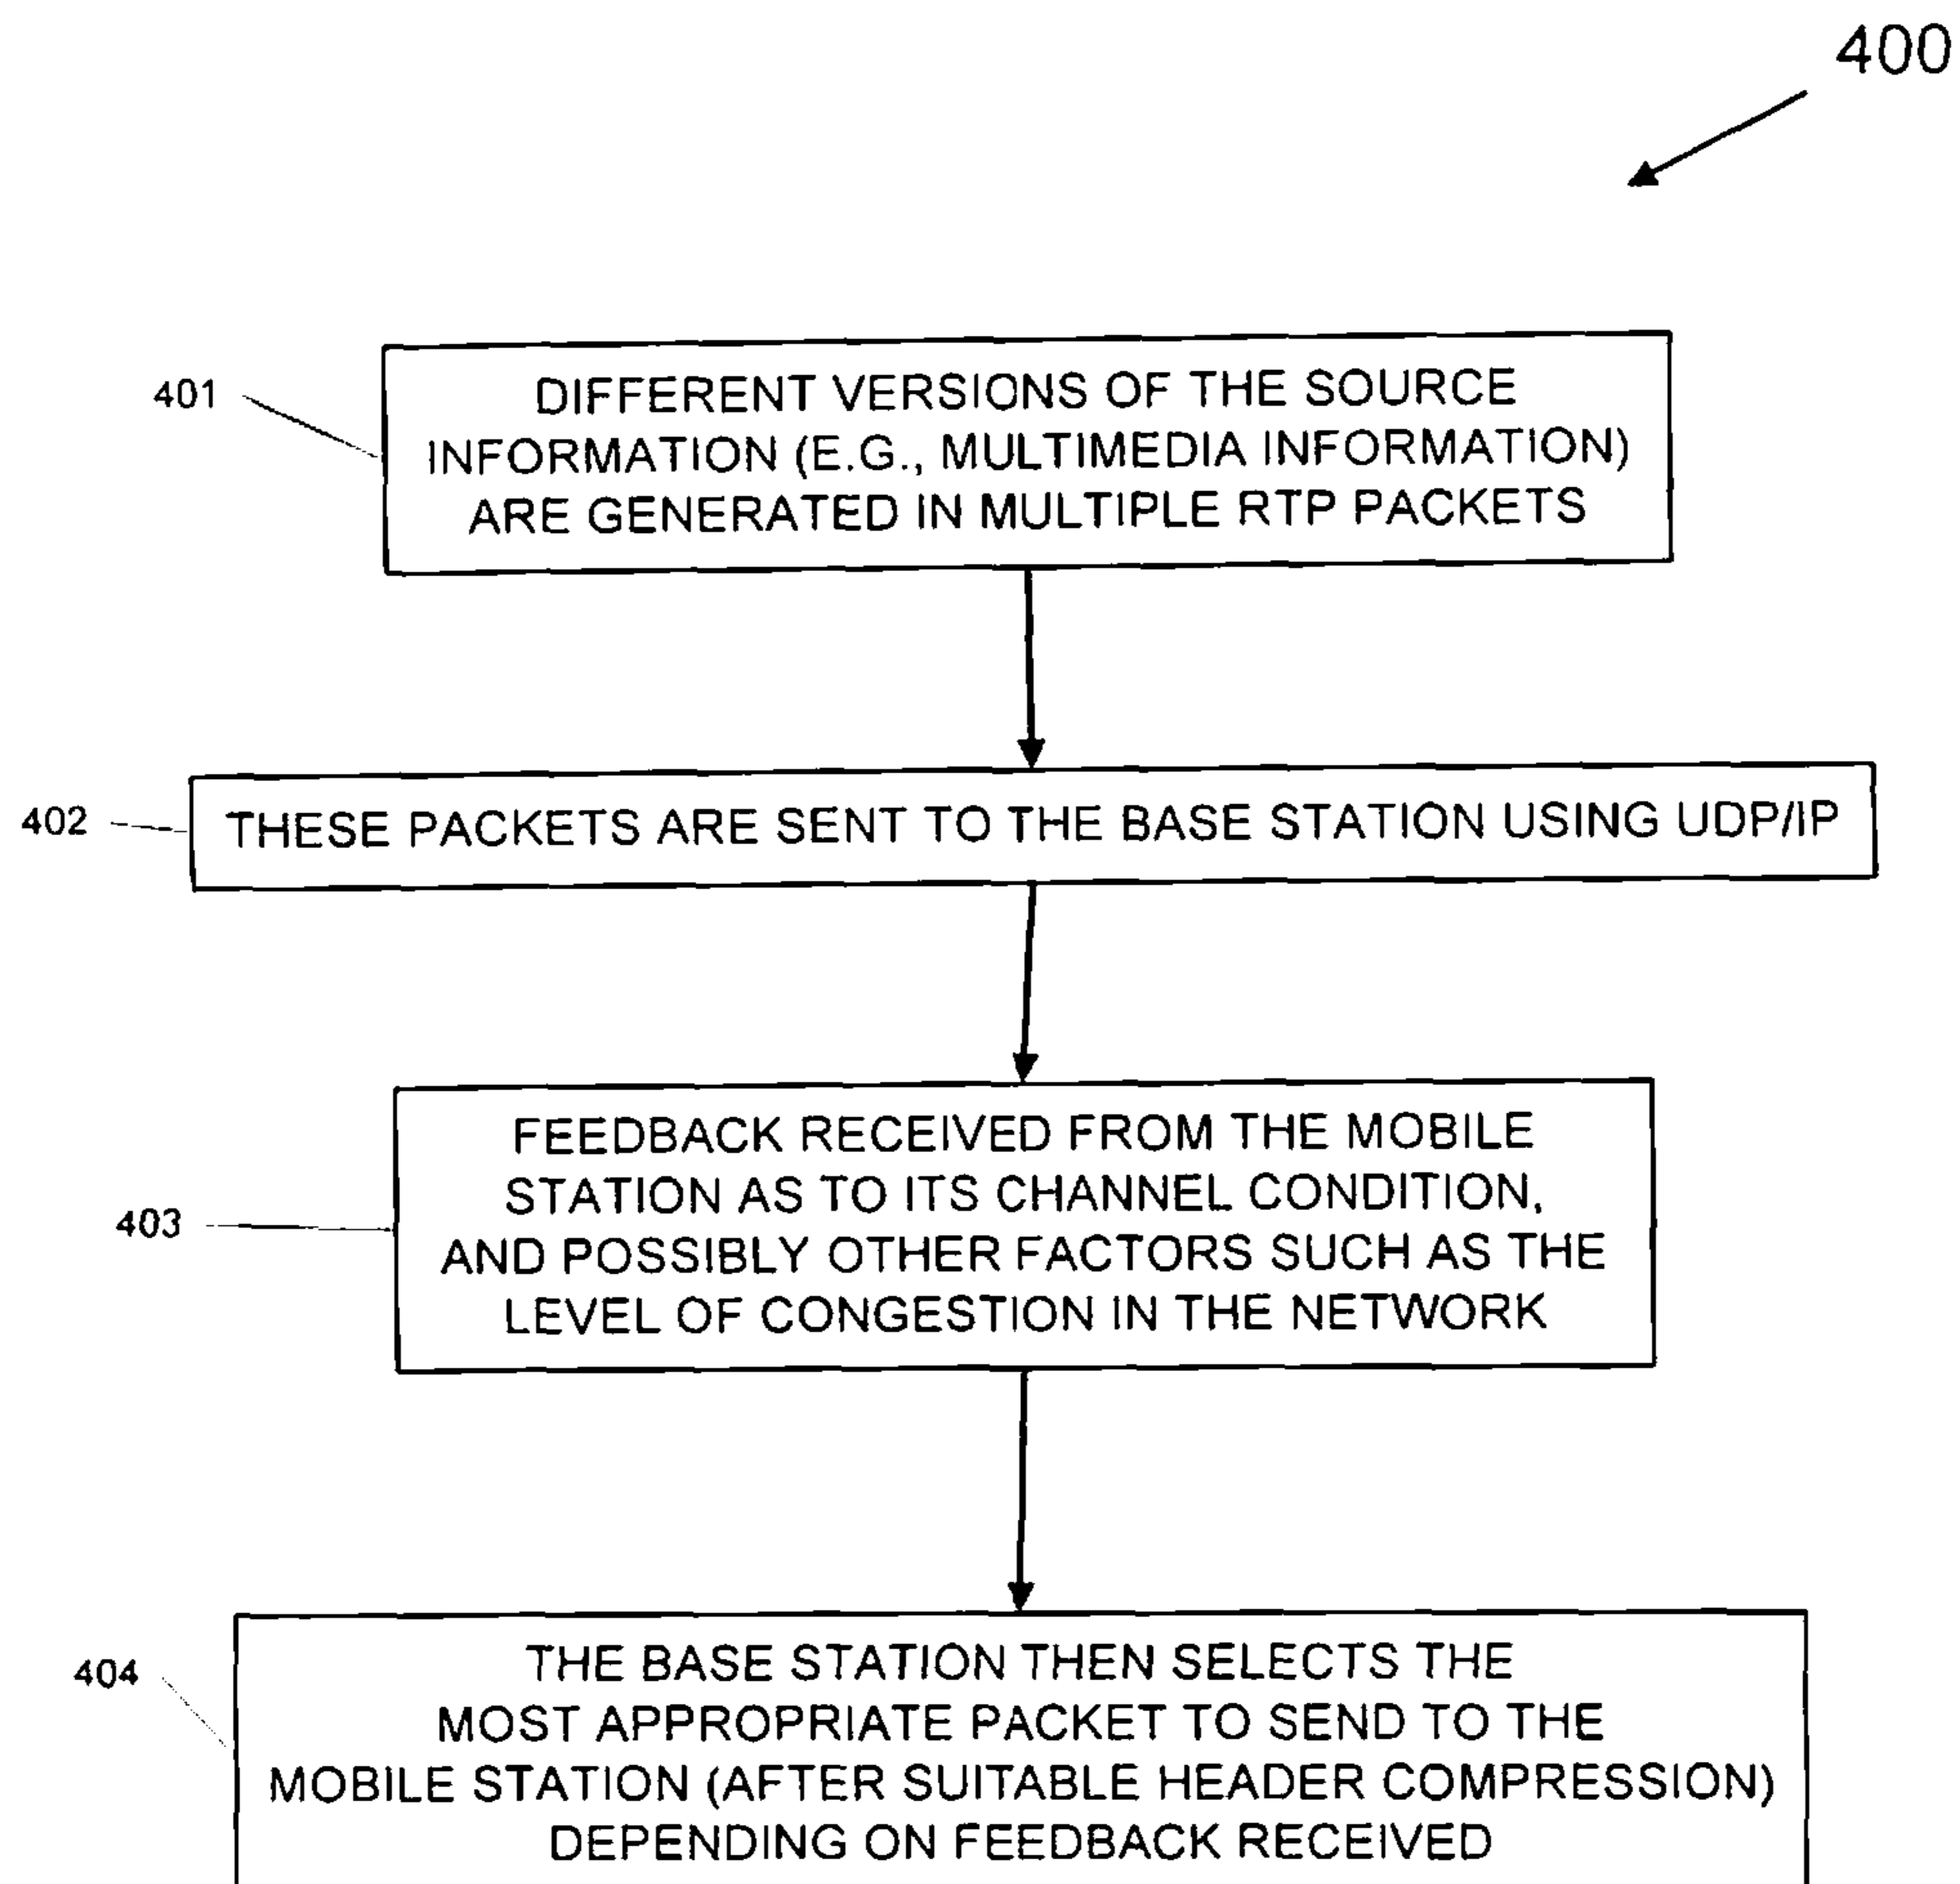 400
401
DIFFERENT VERSIONS OF THE SOURCE
INFORMATION (E.G., MULTIMEDIA INFORMATION)
ARE GENERATED IN MULTIPLE RTP PACKETS
402
THESE PACKETS ARE SENT TO THE BASE STATION USING UDP/IP
403
FEEDBACK RECEIVED FROM THE MOBILE
STATION AS TO ITS CHANNEL CONDITION,
AND POSSIBLY OTHER FACTORS SUCH AS THE
LEVEL OF CONGESTION IN THE NETWORK
404
THE BASE STATION THEN SELECTS THE
MOST APPROPRIATE PACKET TO SEND TO THE
MOBILE STATION (AFTER SUITABLE HEADER COMPRESSION)
DEPENDING ON FEEDBACK RECEIVED